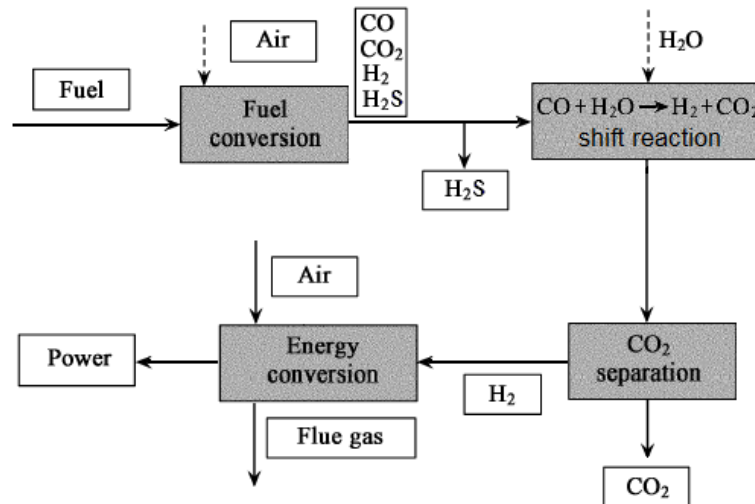 Air
CO
CO₂
H₂
H₂S
H₂O
Fuel
Fuel
conversion
CO + H₂O → H₂ + CO₂
shift reaction
H₂S
Air
Power
Energy
conversion
H₂
CO₂
separation
Flue gas
CO₂